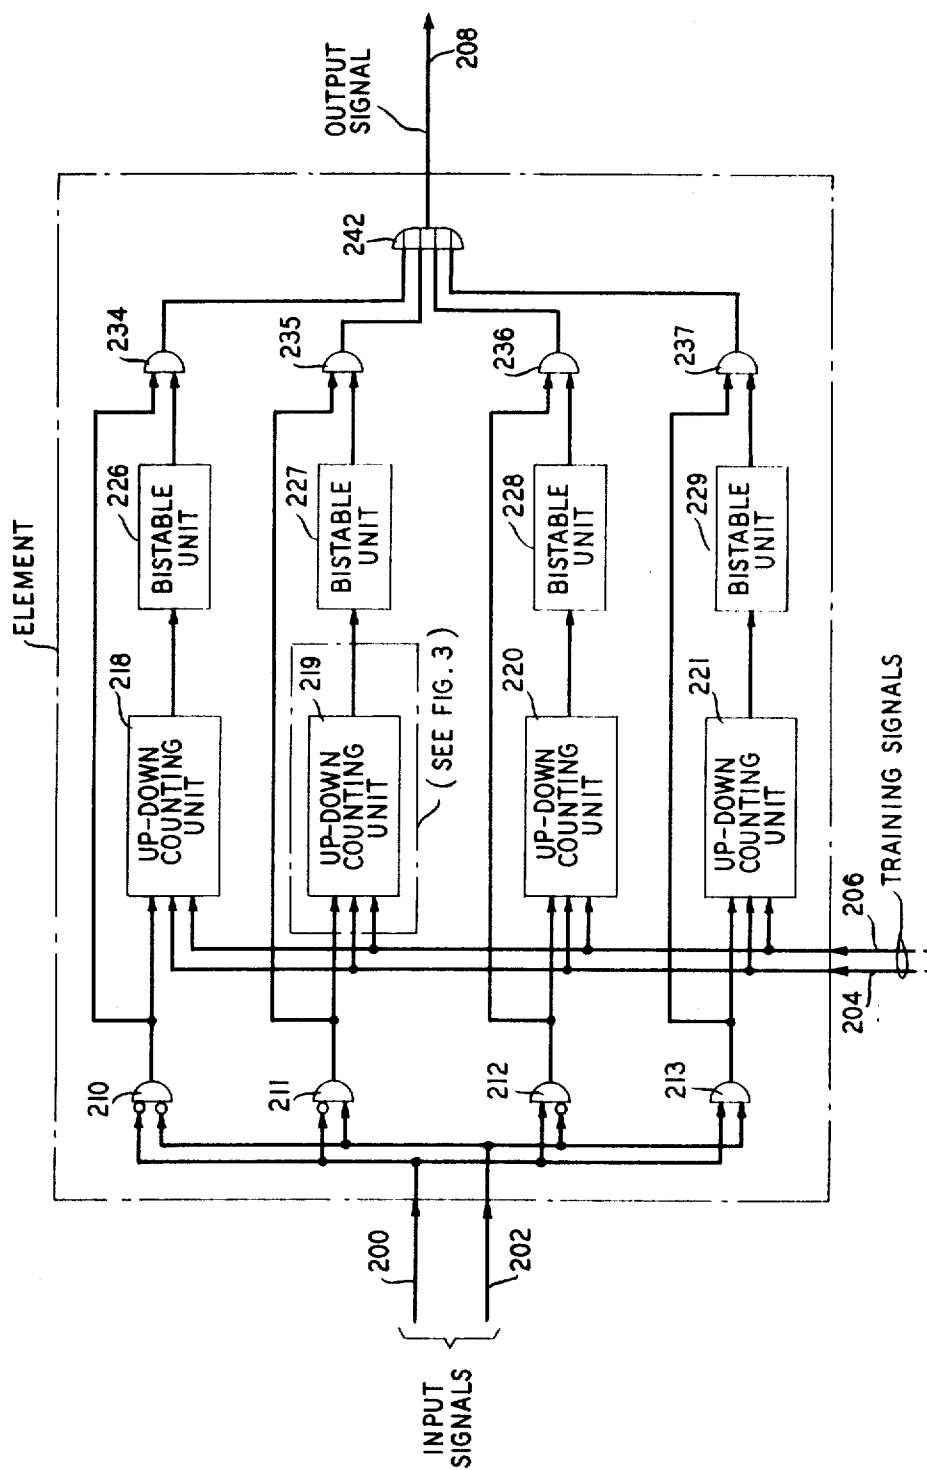 ELEMENT
INPUT
SIGNALS
200
202
210
211
212
213
218
UP-DOWN
COUNTING
UNIT
219
UP-DOWN
COUNTING
UNIT
(SEE FIG. 3)
220
UP-DOWN
COUNTING
UNIT
221
UP-DOWN
COUNTING
UNIT
204
206
TRAINING SIGNALS
226
BISTABLE
UNIT
227
BISTABLE
UNIT
228
BISTABLE
UNIT
229
BISTABLE
UNIT
234
235
236
237
242
OUTPUT
SIGNAL
208